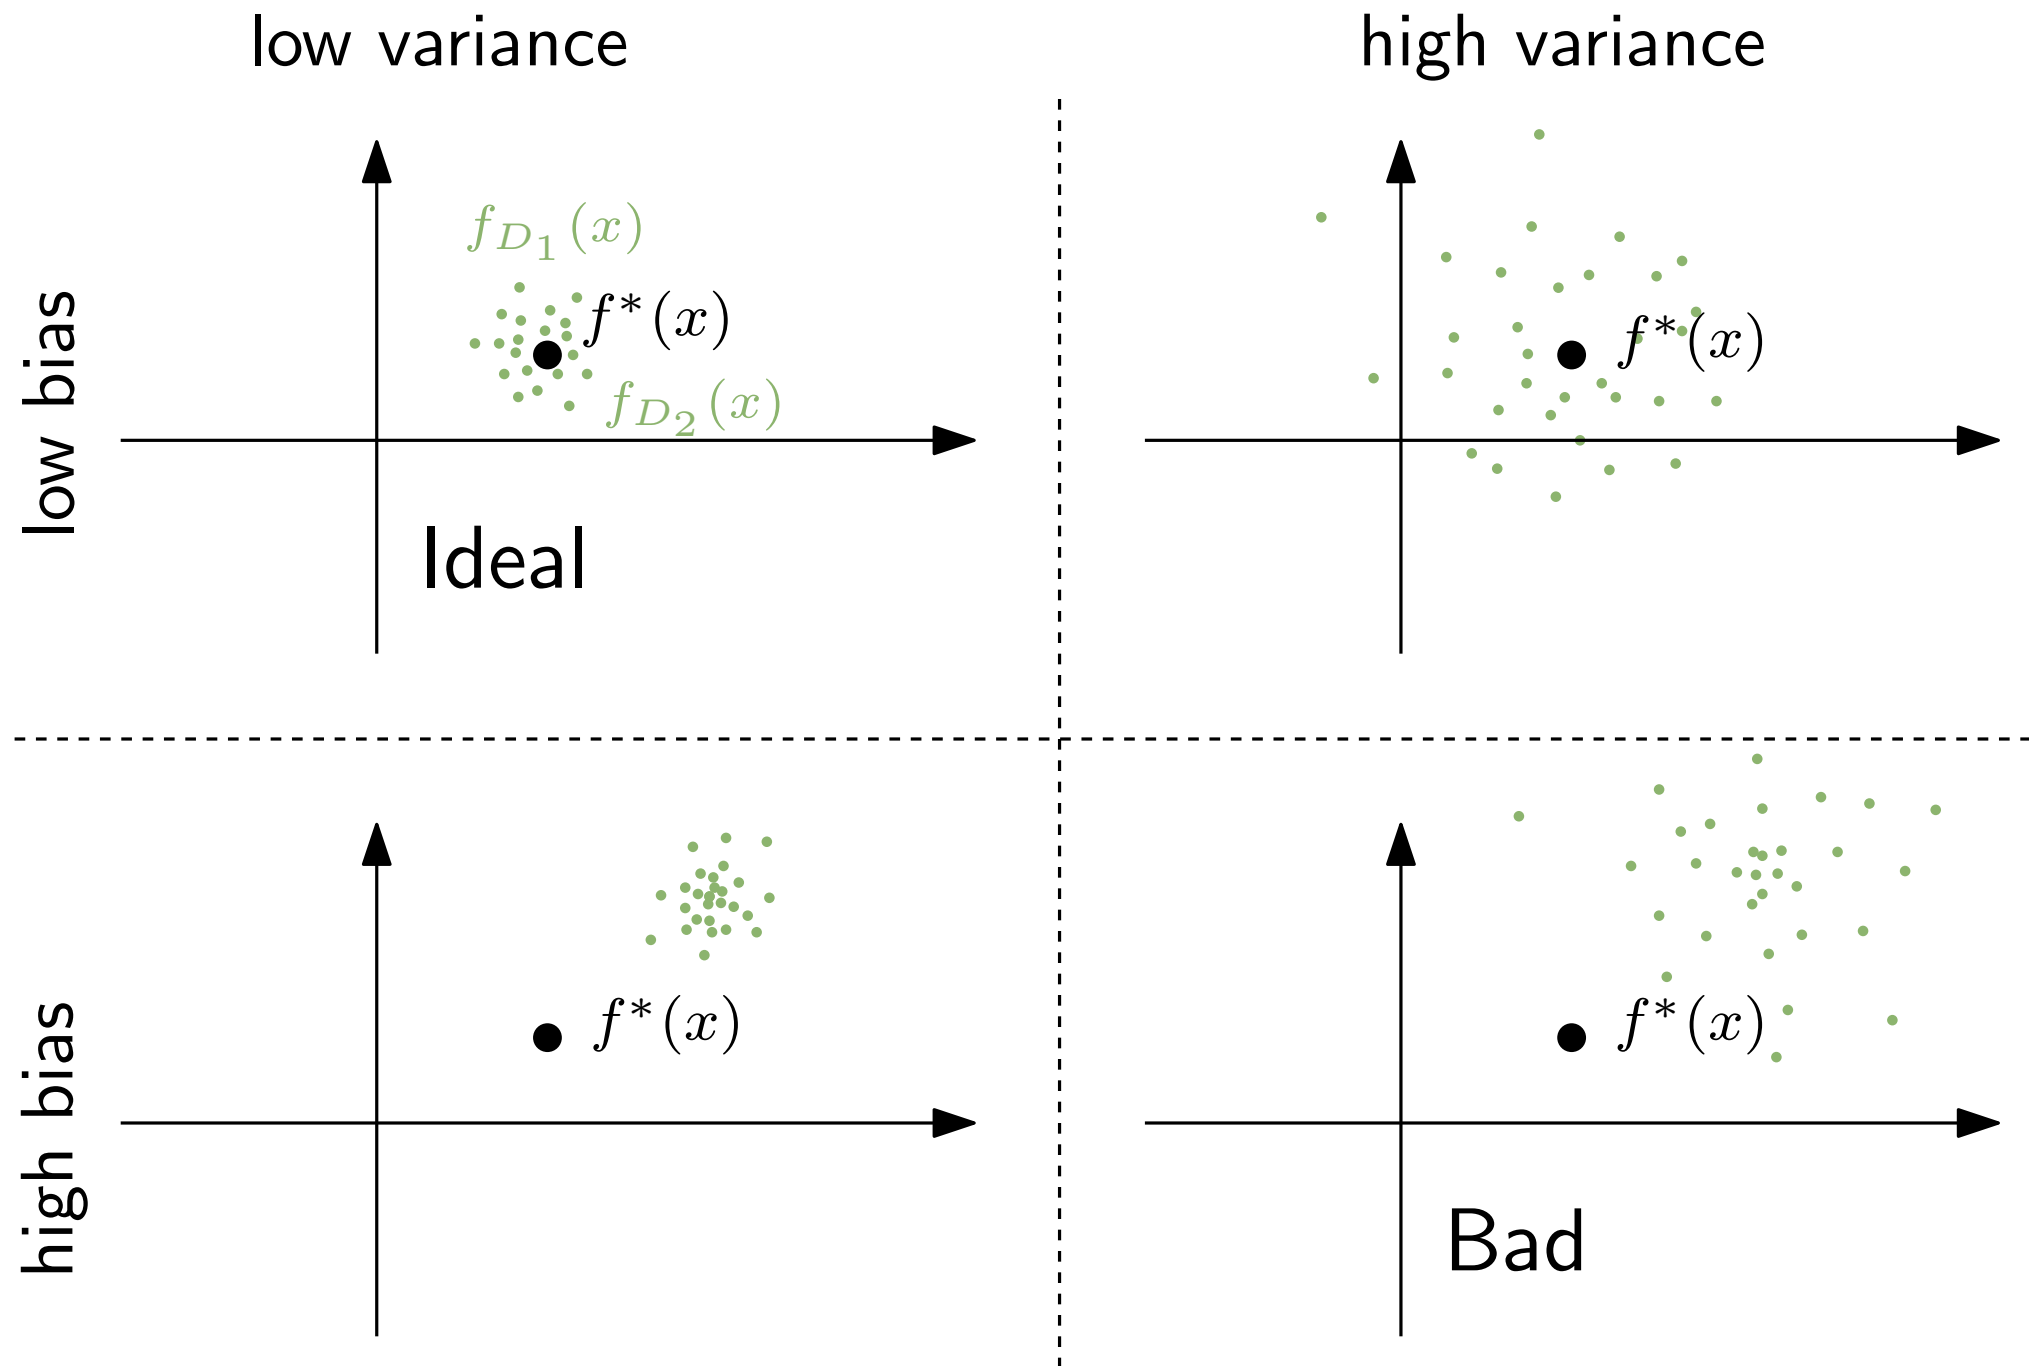 low variance
high variance
low bias
f_{D_1}(x)
f*(x)
f_{D_2}(x)
Ideal
f*(x)
high bias
f*(x)
f*(x)
Bad